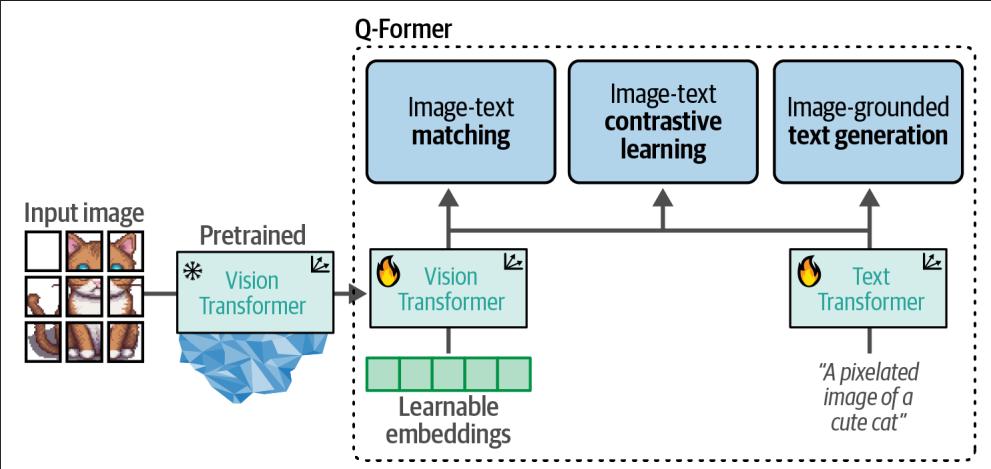 Q-Former
Image-text
matching
Image-text
contrastive
learning
Image-grounded
text generation
Input image
Pretrained
Vision
Transformer
Vision
Transformer
Text
Transformer
Learnable
embeddings
“A pixelated
image of a
cute cat”